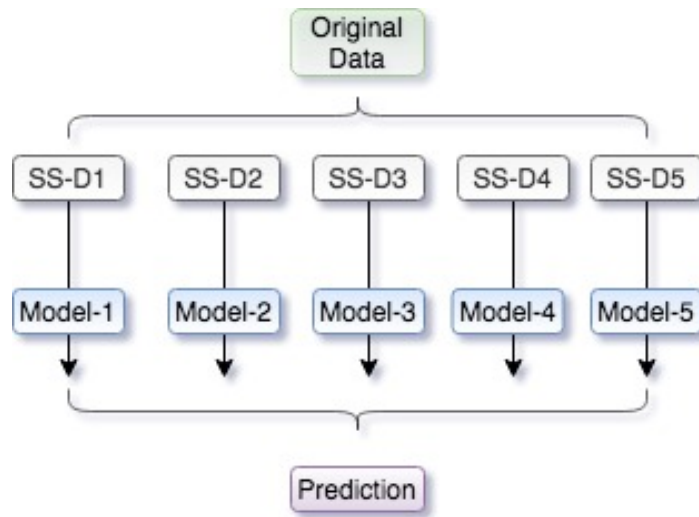 Original
Data
SS-D1 SS-D2 SS-D3 SS-D4 SS-D5
Model-1 Model-2 Model-3 Model-4 Model-5
Prediction